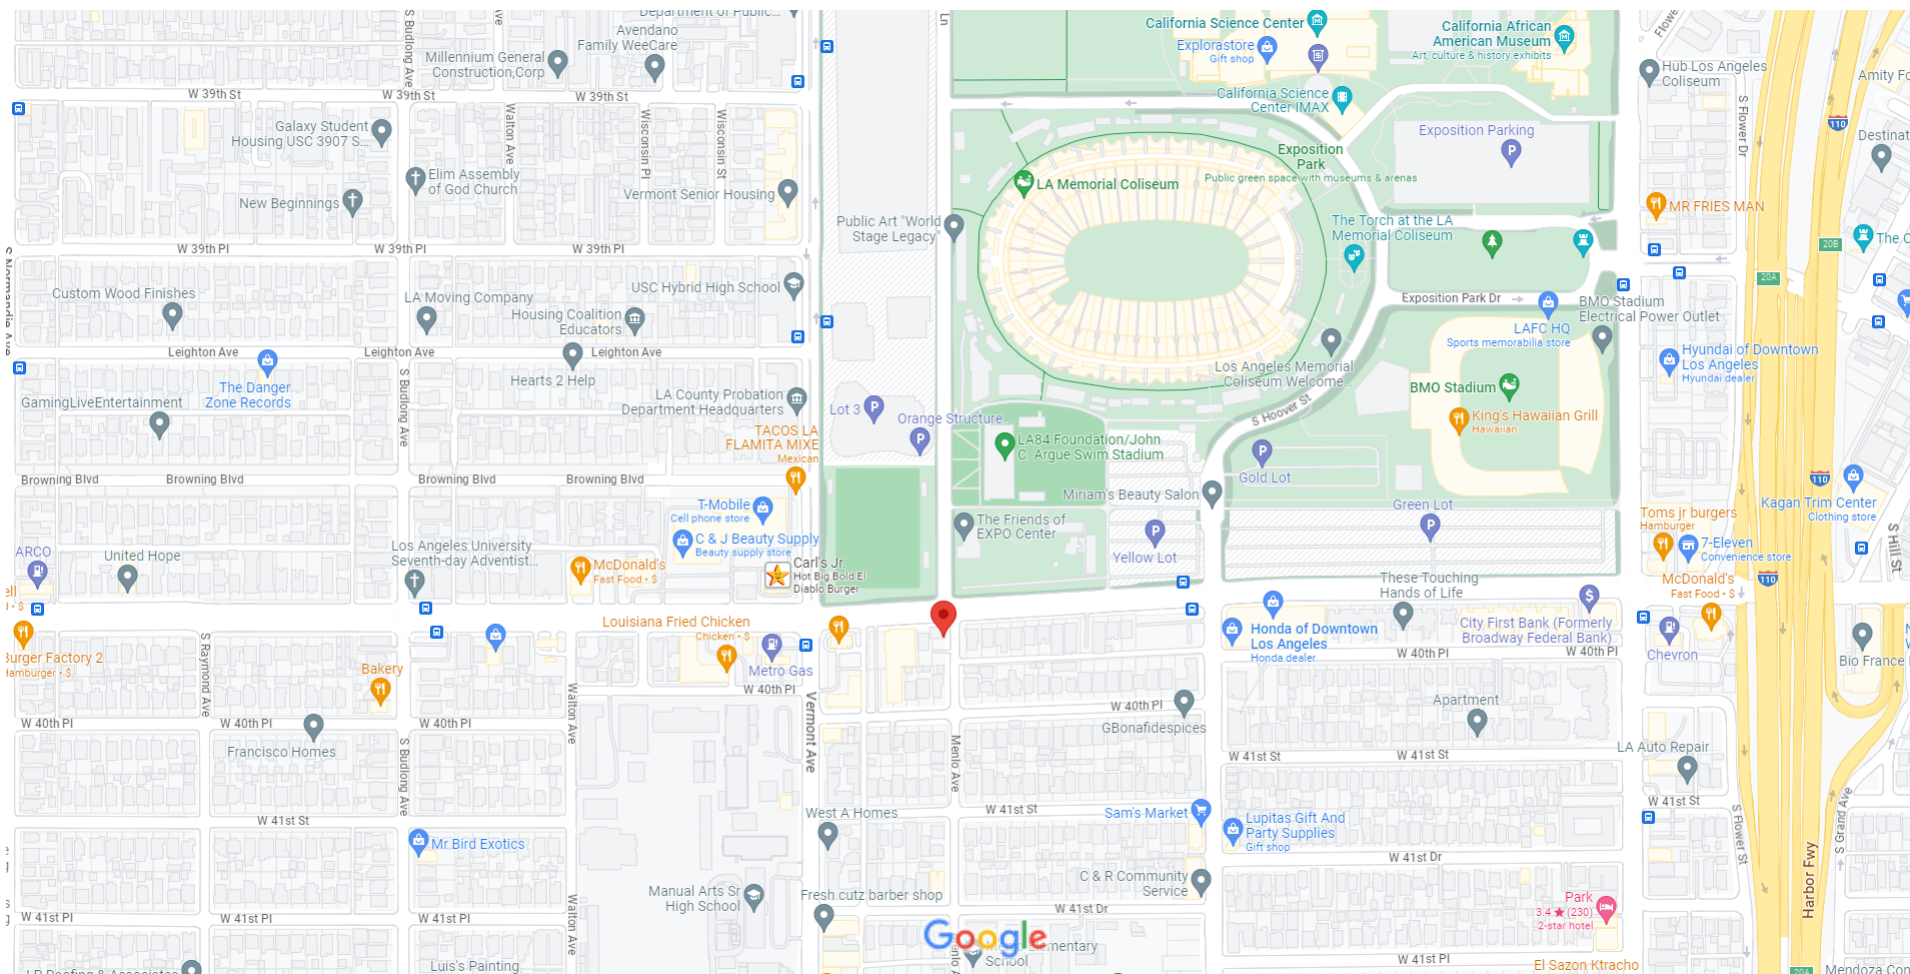 Department of Public...
Avendano
Family WeeCare
Millennium General
Construction,Corp
S Budlong Ave
Ave
W 39th St
W 39th St
W 39th St
Galaxy Student
Housing USC 3907 S...
Walton Ave
Wisconsin Pl
Wisconsin St
Elim Assembly
of God Church
New Beginnings
Vermont Senior Housing
W 39th Pl
W 39th Pl
W 39th Pl
S Normandie Ave
Custom Wood Finishes
LA Moving Company
USC Hybrid High School
Housing Coalition
Educators
Leighton Ave
Leighton Ave
Leighton Ave
The Danger
Zone Records
Hearts 2 Help
GamingLiveEntertainment
S Budlong Ave
LA County Probation
Department Headquarters
TACOS LA
FLAMITA MIXE
Mexican
Browning Blvd
Browning Blvd
Browning Blvd
Browning Blvd
T-Mobile
Cell phone store
C & J Beauty Supply
Beauty supply store
ARCO
United Hope
Los Angeles University
Seventh-day Adventist...
McDonald's
Fast Food • $
Carl's Jr.
Hot Big Bold El
Diablo Burger
Ln
California Science Center
Explorastore
Gift shop
California African
American Museum
Art, culture & history exhibits
California Science
Center IMAX
Exposition Parking
Exposition
Park
Public green space with museums & arenas
LA Memorial Coliseum
Public Art "World
Stage Legacy"
The Torch at the LA
Memorial Coliseum
Exposition Park Dr
LAFC HQ
Sports memorabilia store
BMO Stadium
Electrical Power Outlet
Los Angeles Memorial
Coliseum Welcome...
BMO Stadium
King's Hawaiian Grill
Hawaiian
S Hoover St
Lot 3
Orange Structure
LA84 Foundation/John
C. Argue Swim Stadium
Gold Lot
Miriam's Beauty Salon
Green Lot
The Friends of
EXPO Center
Yellow Lot
These Touching
Hands of Life
Flower
Hub Los Angeles
Coliseum
Amity Fo
S Flower Dr
110
Destinat
MR FRIES MAN
20B
The C
20A
Hyundai of Downtown
Los Angeles
Hyundai dealer
110
Kagan Trim Center
Clothing store
Toms jr burgers
Hamburger
7-Eleven
Convenience store
S Hill St
McDonald's
Fast Food • $
110
Burger Factory 2
Hamburger • $
S Raymond Ave
Bakery
Louisiana Fried Chicken
Chicken • $
Metro Gas
W 40th Pl
W 40th Pl
W 40th Pl
W 40th Pl
Walton Ave
Francisco Homes
S Budlong Ave
Vermont Ave
W 41st St
Mr Bird Exotics
Manual Arts Sr
High School
Walton Ave
W 41st Pl
W 41st Pl
Luis's Painting
Honda of Downtown
Los Angeles
Honda dealer
City First Bank (Formerly
Broadway Federal Bank)
W 40th Pl
W 40th Pl
W 40th Pl
Apartment
GBonafidespices
Menlo Ave
W 41st St
W 41st St
W 41st St
West A Homes
Sam's Market
Lupitas Gift And
Party Supplies
Gift shop
W 41st Dr
C & R Community
Service
Fresh cutz barber shop
W 41st Dr
Google
Elementary
School
Park
3.4 ★ (230)
2-star hotel
W 41st Pl
W 41st Pl
El Sazon Ktracho
Chevron
Bio France
LA Auto Repair
W 41st St
S Flower St
S Grand Ave
Harbor Fwy
20A
Mendoza Con